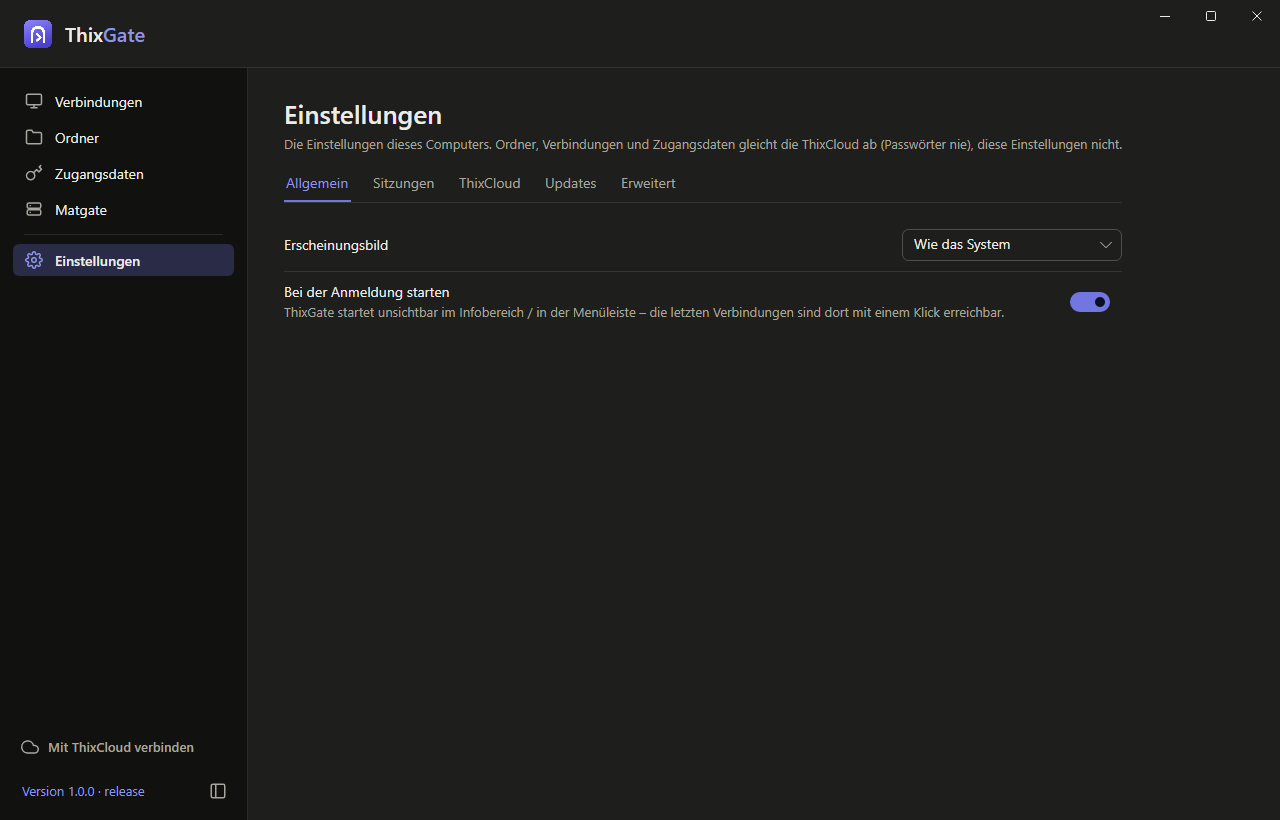 ThixGate
Verbindungen
Ordner
Zugangsdaten
Matgate
Einstellungen
Einstellungen
Die Einstellungen dieses Computers. Ordner, Verbindungen und Zugangsdaten gleicht die ThixCloud ab (Passwörter nie), diese Einstellungen nicht.
Allgemein Sitzungen ThixCloud Updates Erweitert
Erscheinungsbild Wie das System
Bei der Anmeldung starten
ThixGate startet unsichtbar im Infobereich / in der Menüleiste – die letzten Verbindungen sind dort mit einem Klick erreichbar.
Mit ThixCloud verbinden
Version 1.0.0 · release